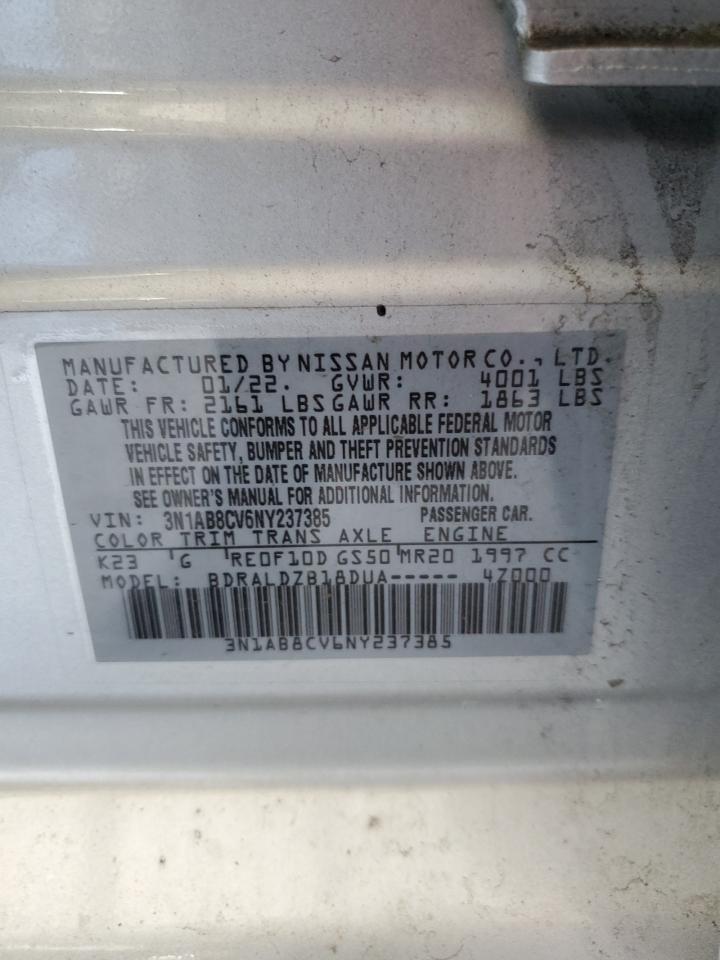 MANUFACTURED BY NISSAN MOTOR CO., LTD.
DATE: 01/22. GVWR: 4001 LBS
GAWR FR: 2161 LBS GAWR RR: 1863 LBS
THIS VEHICLE CONFORMS TO ALL APPLICABLE FEDERAL MOTOR
VEHICLE SAFETY, BUMPER AND THEFT PREVENTION STANDARDS
IN EFFECT ON THE DATE OF MANUFACTURE SHOWN ABOVE.
SEE OWNER'S MANUAL FOR ADDITIONAL INFORMATION.
VIN: 3N1AB8CV6NY237385 PASSENGER CAR.
COLOR TRIM TRANS AXLE ENGINE
K23 G RE0F10D GS50 MR20 1997 CC
MODEL: BDRALDZB18DUA----- 4Z000
3N1AB8CV6NY237385